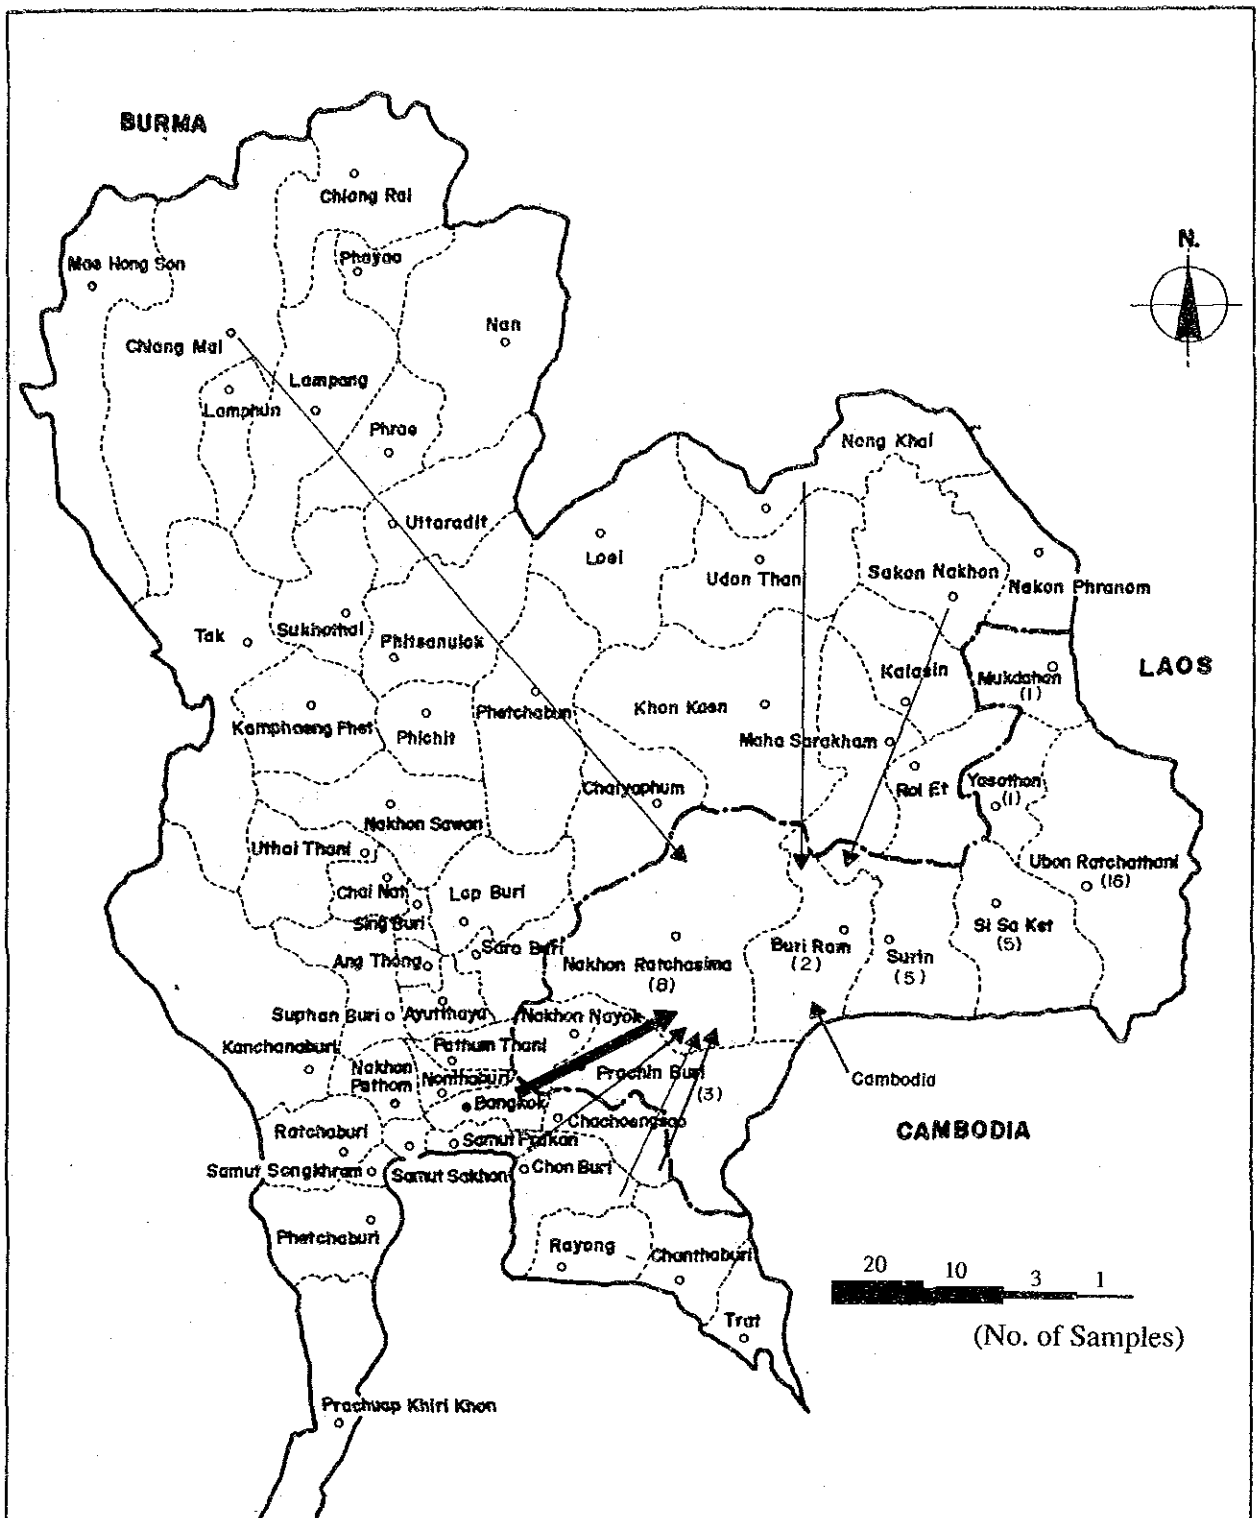 BURMA
Chiang Rai
N.
Mae Hong Son
Phayao
Nan
Chiang Mai
Lampang
Lamphun
Phrae
Nong Khai
Uttaradit
Loei
Udon Than
Sakon Nakhon
Nakon Phranom
Tak
Sukhothai
Phitsanulok
LAOS
Kalasin
Mukdahan
(1)
Kamphaeng Phet
Phichit
Phetchabun
Khon Kaen
Maha Sarakham
Chaiyaphum
Roi Et
Yasothon
(1)
Nakhon Sawan
Uthai Thani
Ubon Ratchathani
(16)
Chai Nat
Lop Buri
Sing Buri
Si Sa Ket
(5)
Ang Thong
Sara Buri
Nakhon Ratchasima
(8)
Buri Ram
(2)
Surin
(5)
Suphan Buri
Ayutthaya
Nakhon Nayok
Kanchanaburi
Pathum Thani
Nakhon
Pathom
Nonthaburi
Prachin Buri
(3)
Cambodia
Bangkok
Chachoengsao
CAMBODIA
Ratchaburi
Samut Prakan
Samut Songkhram
Samut Sakhon
Chon Buri
Phetchaburi
Rayong
Chanthaburi
20 10 3 1
Trat
(No. of Samples)
Prachuap Khiri Khan